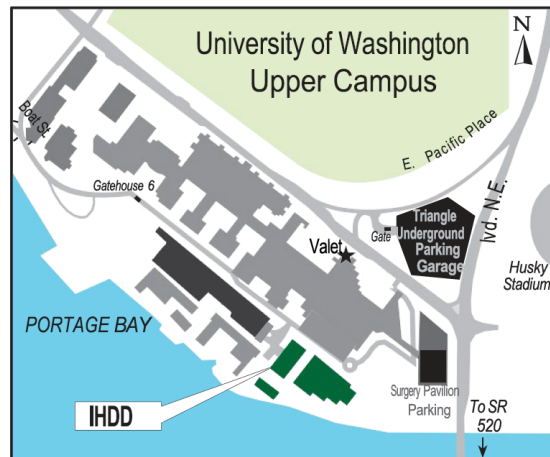 University of Washington
Upper Campus
N
Boat St.
E. Pacific Place
lvd. N.E.
Gatehouse 6
Gate
Triangle
Underground
Parking
Garage
Valet
Husky
Stadium
PORTAGE BAY
IHDD
Surgery Pavilion
Parking
To SR
520